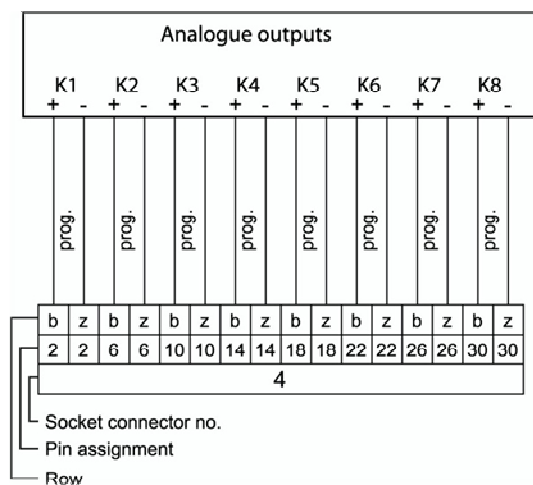 Analogue outputs
K1 K2 K3 K4 K5 K6 K7 K8
+ - + - + - + - + - + - + - + -
prog. prog. prog. prog. prog. prog. prog. prog.
b z b z b z b z b z b z b z b z
2 2 6 6 10 10 14 14 18 18 22 22 26 26 30 30
4
Socket connector no.
Pin assignment
Row